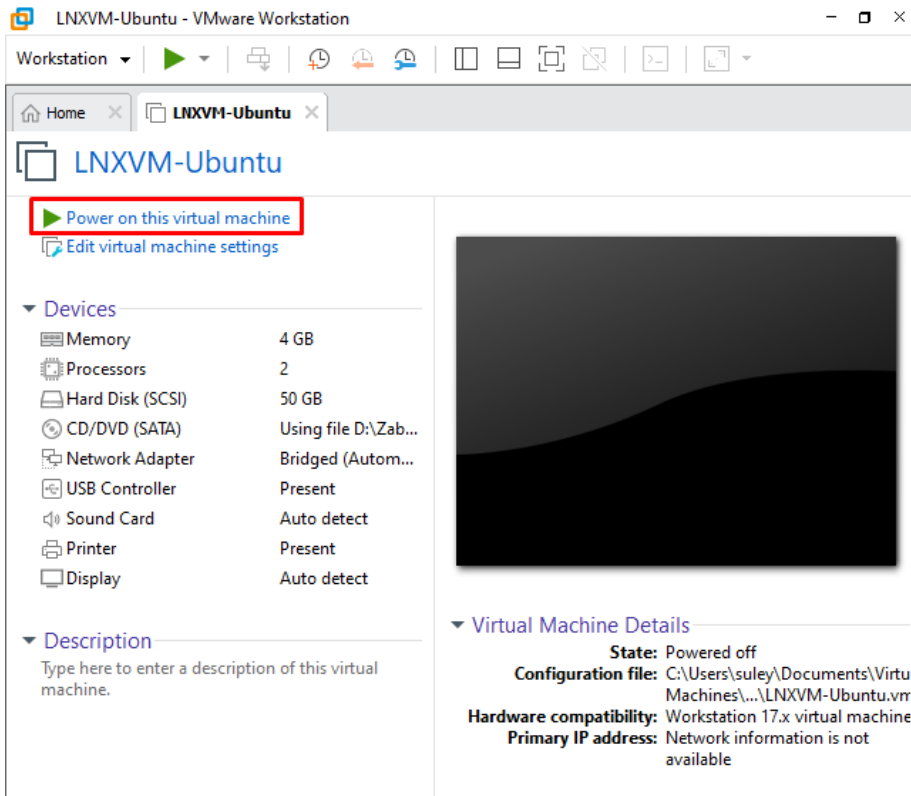 LNXVM-Ubuntu - VMware Workstation
Workstation
Home
LNXVM-Ubuntu
LNXVM-Ubuntu
Power on this virtual machine
Edit virtual machine settings
Devices
Memory 4 GB
Processors 2
Hard Disk (SCSI) 50 GB
CD/DVD (SATA) Using file D:\Zab...
Network Adapter Bridged (Autom...
USB Controller Present
Sound Card Auto detect
Printer Present
Display Auto detect
Description
Type here to enter a description of this virtual
machine.
Virtual Machine Details
State: Powered off
Configuration file: C:\Users\suley\Documents\Virtu
Machines\...\LNXVM-Ubuntu.vm
Hardware compatibility: Workstation 17.x virtual machine
Primary IP address: Network information is not
available